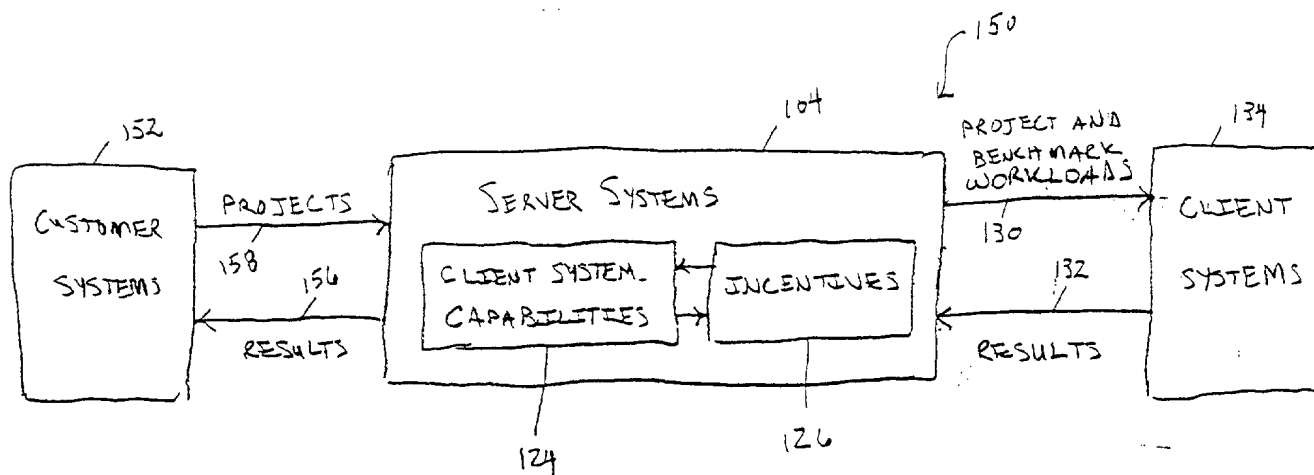 150
152
104
134
CUSTOMER
SYSTEMS
PROJECTS
158
156
RESULTS
SERVER SYSTEMS
CLIENT SYSTEM
CAPABILITIES
INCENTIVES
124
126
PROJECT AND
BENCHMARK
WORKLOADS
130
132
RESULTS
CLIENT
SYSTEMS